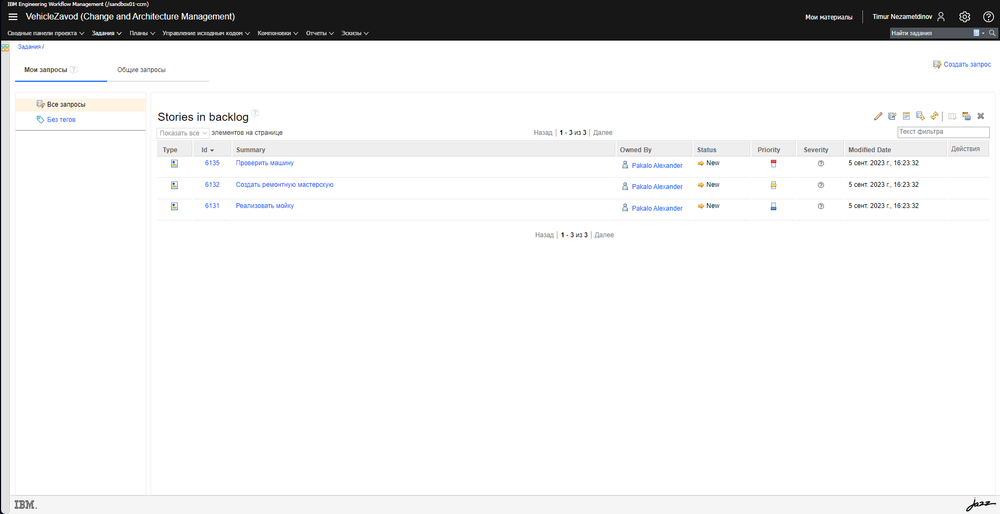 IBM Engineering Workflow Management (/sandbox01-ccm)
VehicleZavod (Change and Architecture Management)
Мои материалы
Timur Nezametdinov
Сводные панели проекта Задания Планы Управление исходным кодом Компоновки Отчеты Эскизы
Найти задания
Задания /
Мои запросы ?
Общие запросы
Создать запрос
Все запросы
Без тегов
Stories in backlog ?
Показать все элементов на странице
Назад | 1 - 3 из 3 | Далее
Текст фильтра
Type Id Summary Owned By Status Priority Severity Modified Date Действия
6135 Проверить машину Pakalo Alexander New 5 сент. 2023 г., 16:23:32
6132 Создать ремонтную мастерскую Pakalo Alexander New 5 сент. 2023 г., 16:23:32
6131 Реализовать мойку Pakalo Alexander New 5 сент. 2023 г., 16:23:32
Назад | 1 - 3 из 3 | Далее
IBM.
jazz